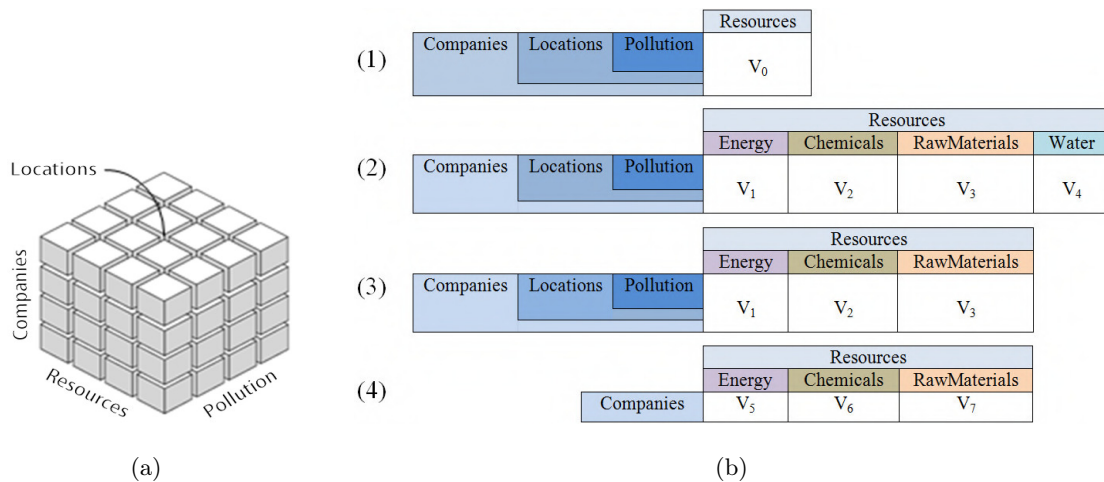 Locations
Companies
Resources
Pollution
(a)
(1)
Resources
Companies Locations Pollution
V0
(2)
Resources
Energy Chemicals RawMaterials Water
Companies Locations Pollution
V1 V2 V3 V4
(3)
Resources
Energy Chemicals RawMaterials
Companies Locations Pollution
V1 V2 V3
(4)
Resources
Energy Chemicals RawMaterials
Companies V5 V6 V7
(b)